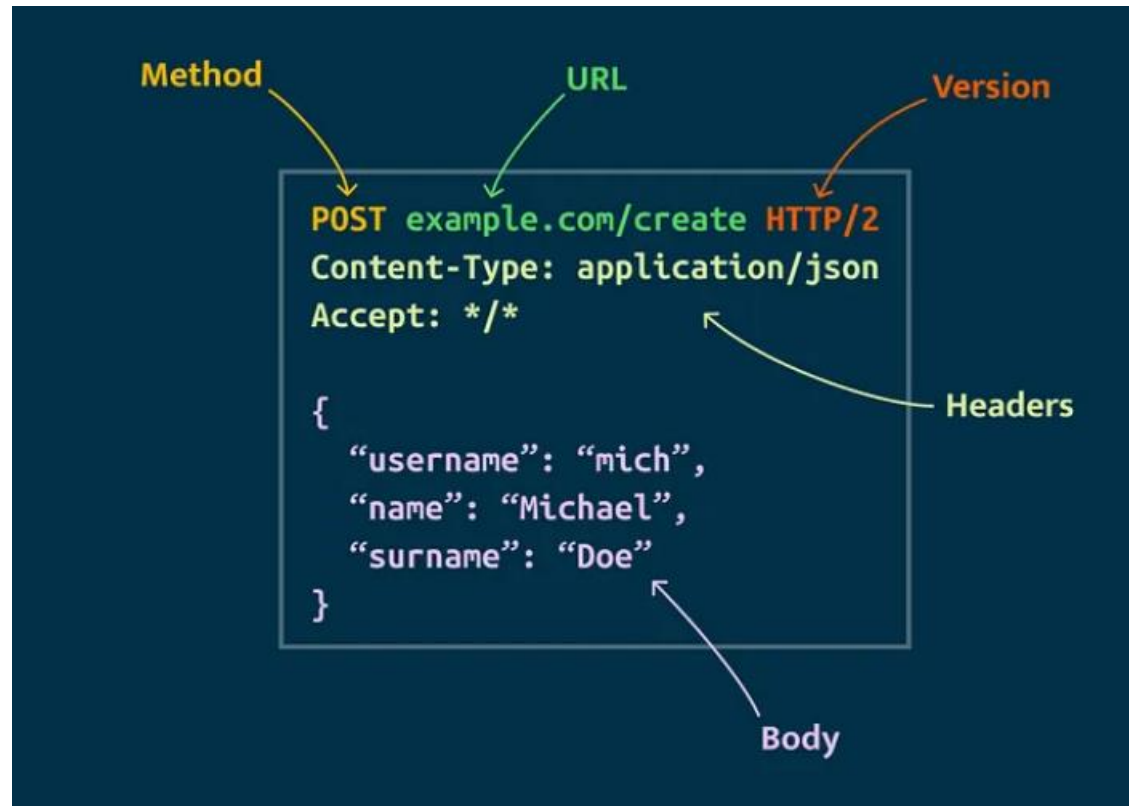 Method
URL
Version
POST example.com/create HTTP/2
Content-Type: application/json
Accept: */*
Headers
{
“username”: “mich”,
“name”: “Michael”,
“surname”: “Doe”
}
Body